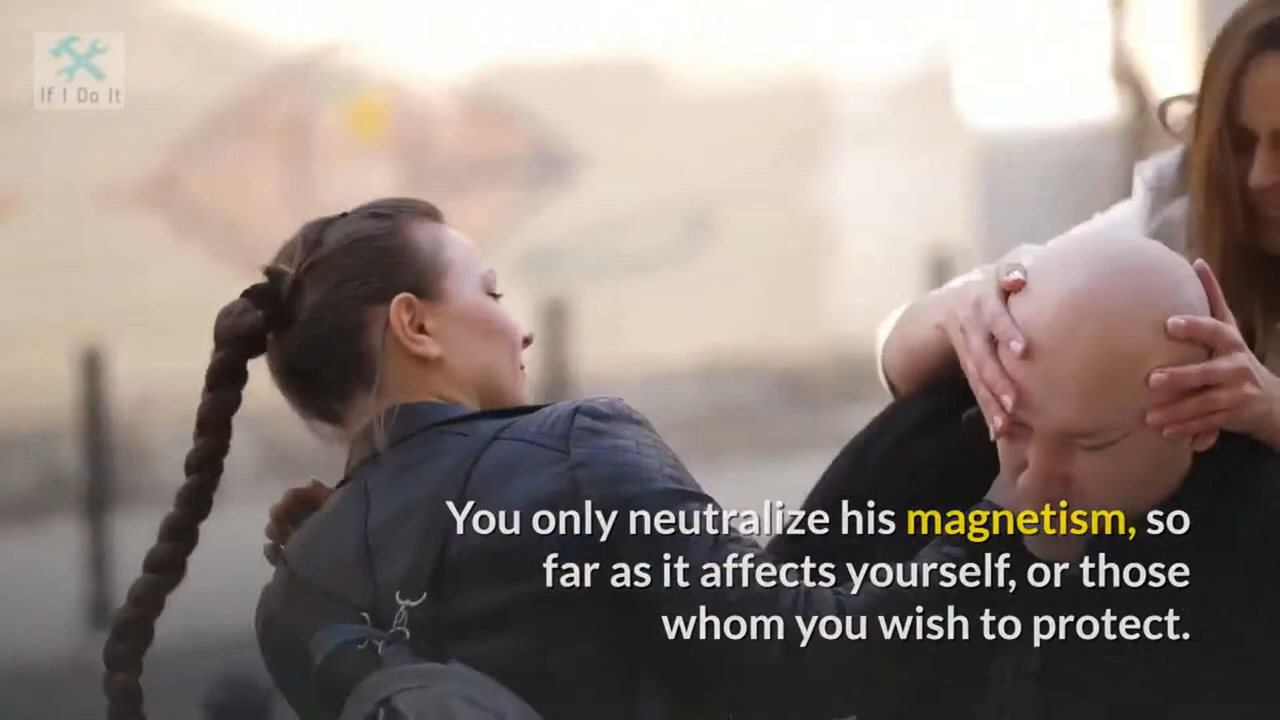 If I Do It
You only neutralize his magnetism, so
far as it affects yourself, or those
whom you wish to protect.